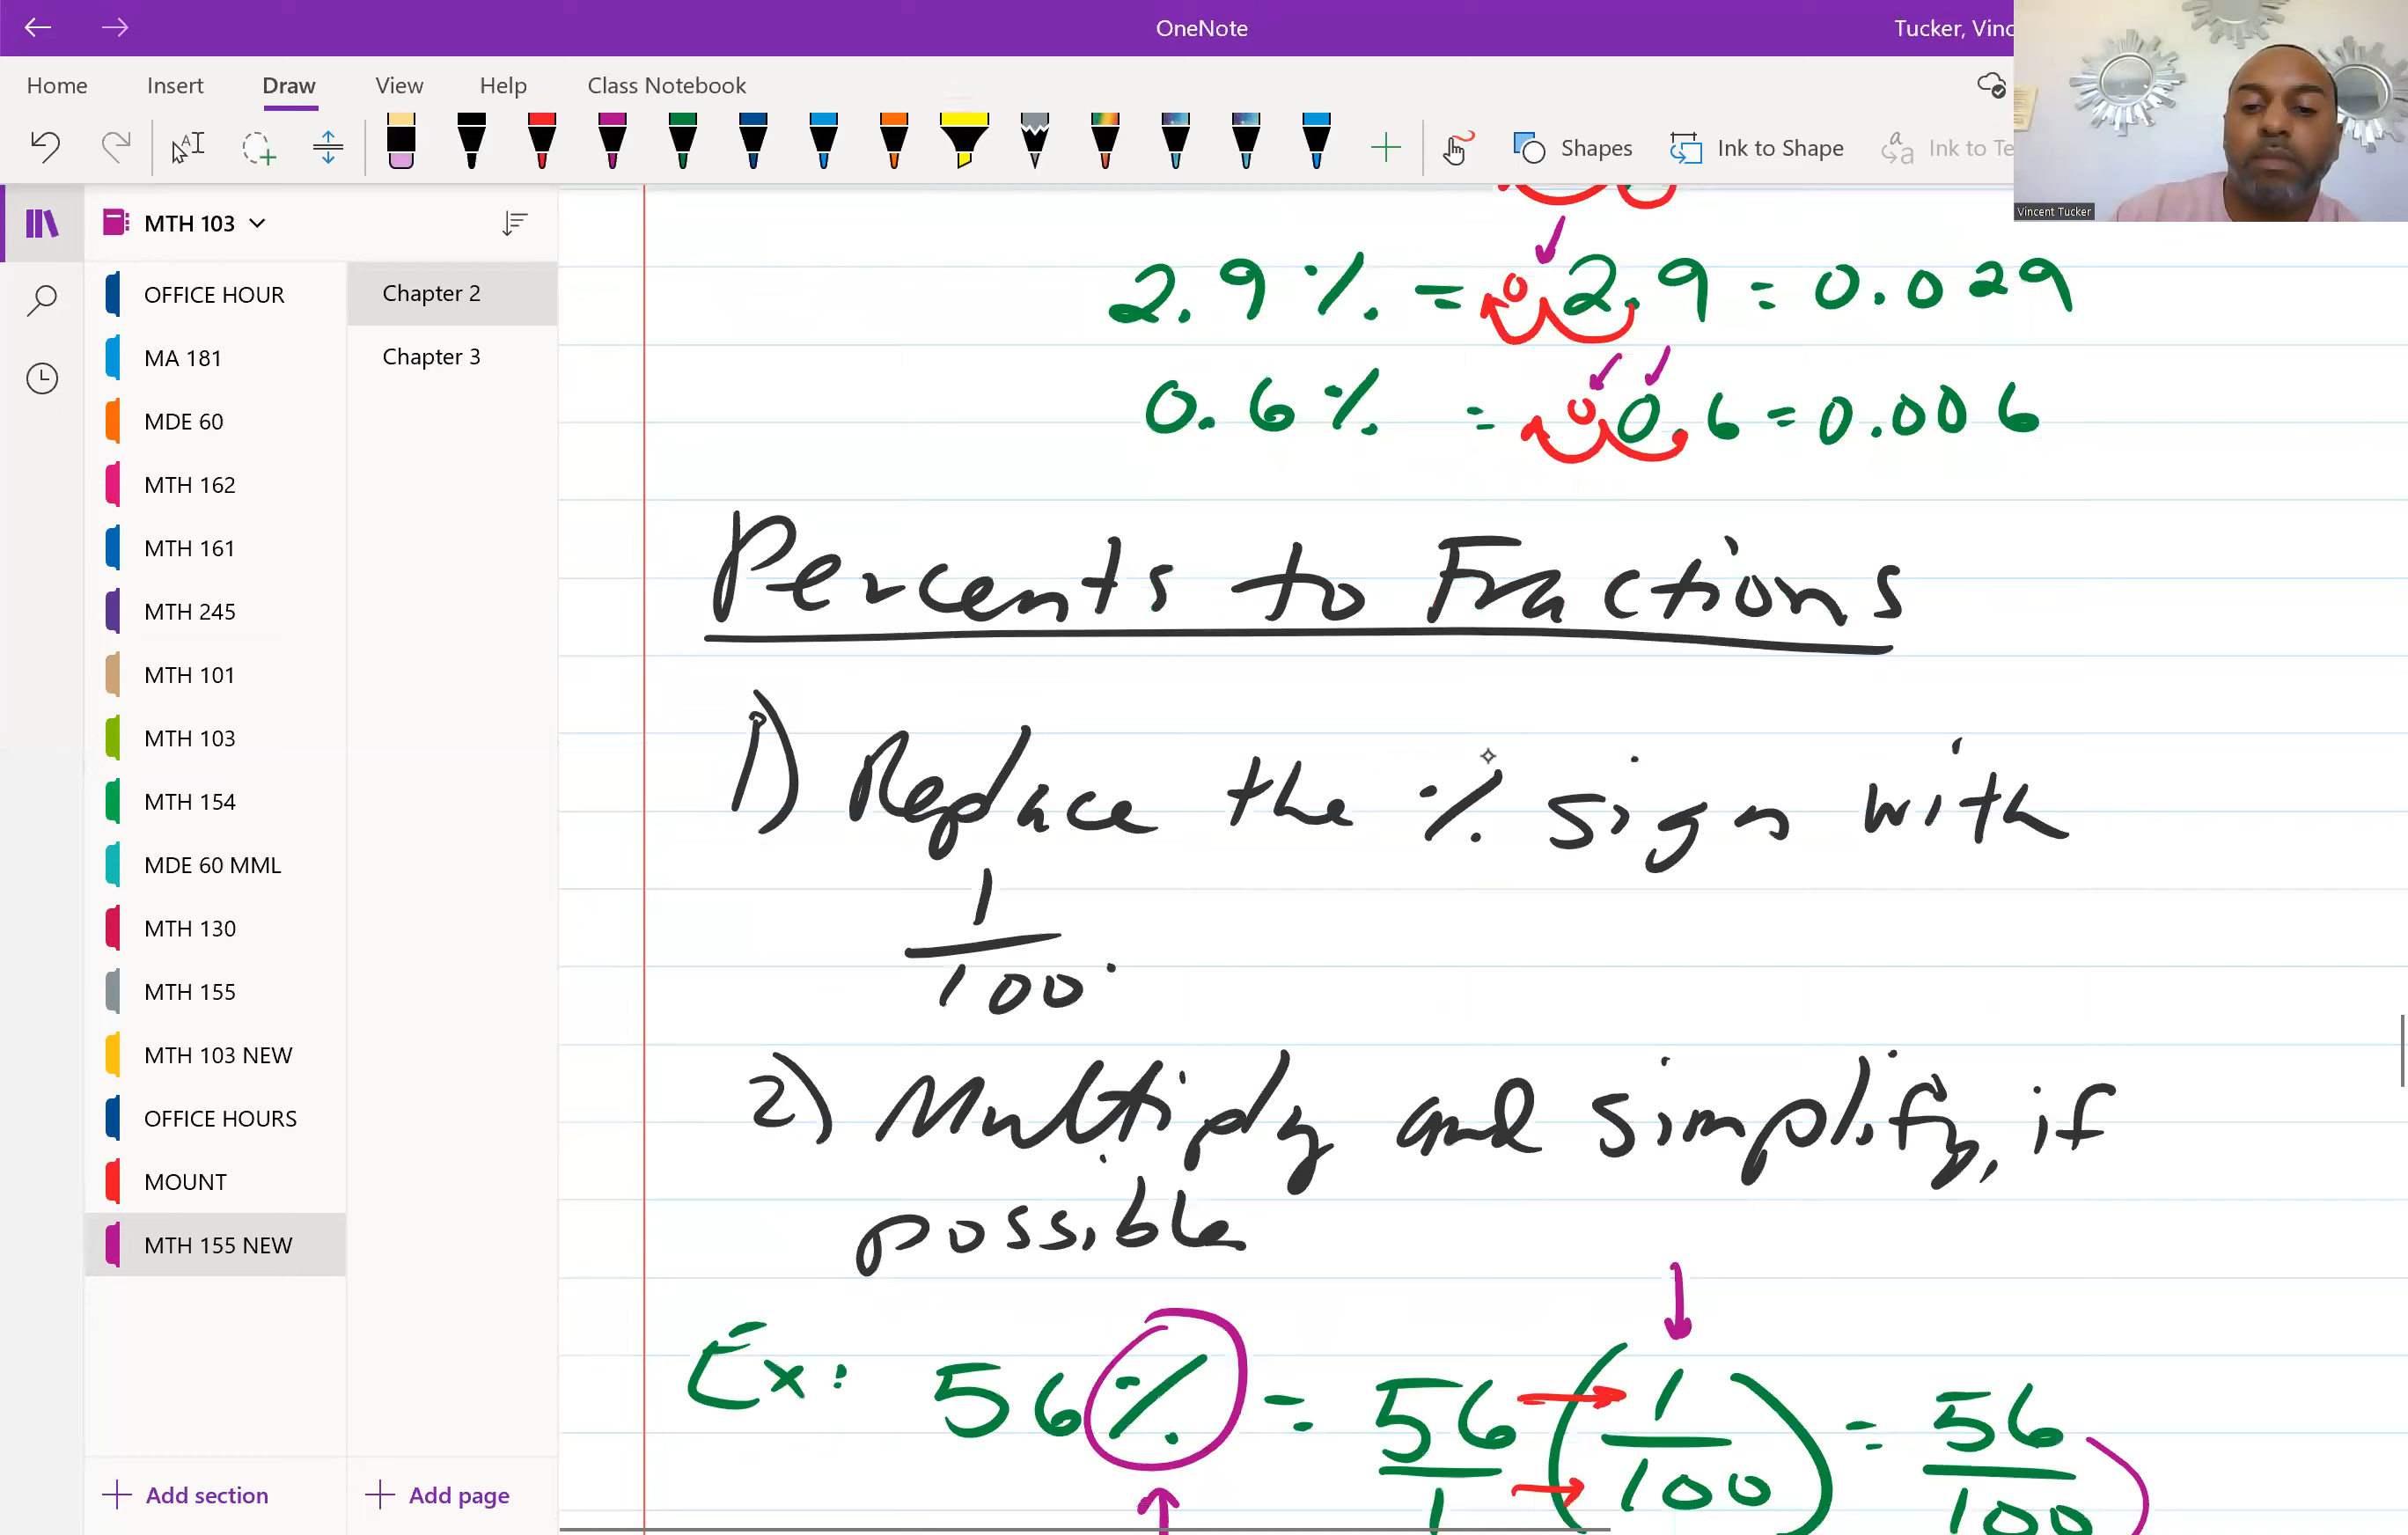 OneNote
Tucker, Vinc
Home Insert Draw View Help Class Notebook
Shapes Ink to Shape Ink to Te
Vincent Tucker
MTH 103
OFFICE HOUR
MA 181
MDE 60
MTH 162
MTH 161
MTH 245
MTH 101
MTH 103
MTH 154
MDE 60 MML
MTH 130
MTH 155
MTH 103 NEW
OFFICE HOURS
MOUNT
MTH 155 NEW
Add section
Chapter 2
Chapter 3
Add page
2.9% = 02.9 = 0.029
0.6% = 00.6 = 0.006
Percents to Fractions
1) Replace the % sign with
1/100.
2) Multiply and simplify, if
possible
Ex: 56% = 56/1 (1/100) = 56/100